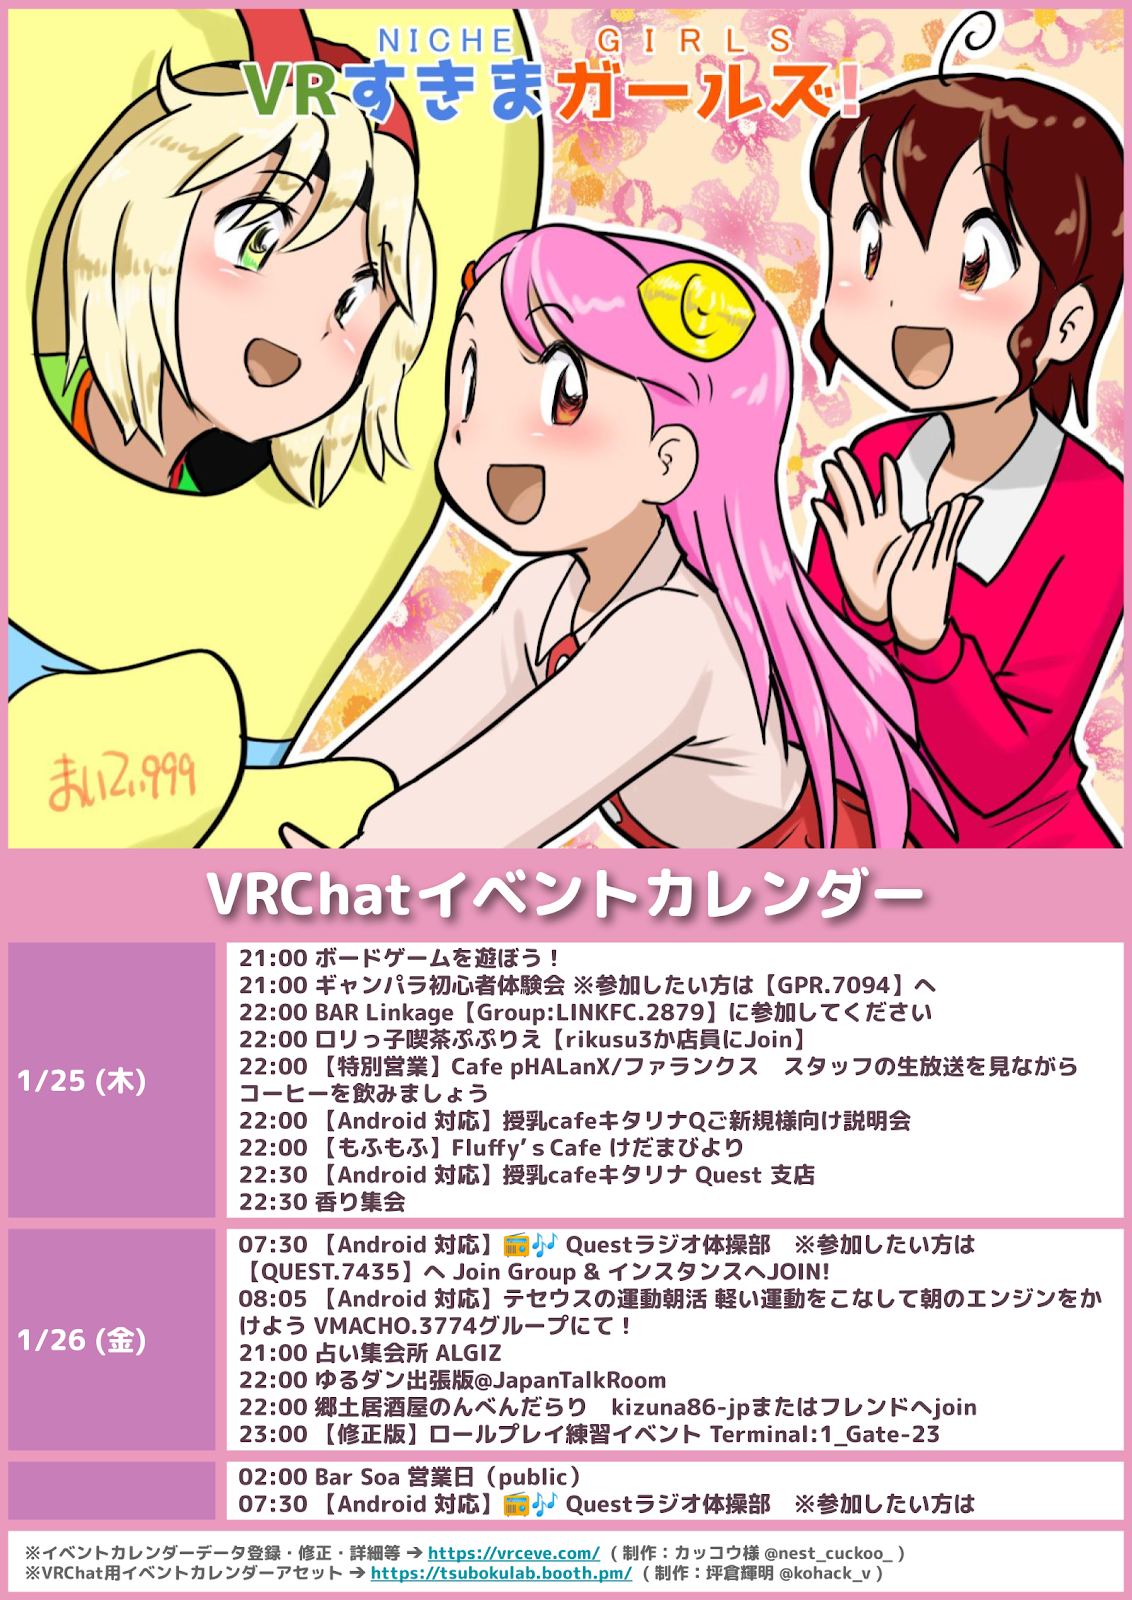 NICHE GIRLS
VRすきまガールズ!
まいてぃ999
VRChatイベントカレンダー
1/25 (木)
21:00 ボードゲームを遊ぼう！
21:00 ギャンパラ初心者体験会 ※参加したい方は【GPR.7094】へ
22:00 BAR Linkage【Group:LINKFC.2879】に参加してください
22:00 ロリっ子喫茶ぷぷりえ【rikusu3か店員にJoin】
22:00 【特別営業】Cafe pHALanX/ファランクス　スタッフの生放送を見ながら
コーヒーを飲みましょう
22:00 【Android 対応】授乳cafeキタリナQご新規様向け説明会
22:00 【もふもふ】Fluffy’s Cafe けだまびより
22:30 【Android 対応】授乳cafeキタリナ Quest 支店
22:30 香り集会
1/26 (金)
07:30 【Android 対応】📻🎶 Questラジオ体操部　※参加したい方は
【QUEST.7435】へ Join Group & インスタンスへJOIN!
08:05 【Android 対応】テセウスの運動朝活 軽い運動をこなして朝のエンジンをか
けよう VMACHO.3774グループにて！
21:00 占い集会所 ALGIZ
22:00 ゆるダン出張版@JapanTalkRoom
22:00 郷土居酒屋のんべんだらり　kizuna86-jpまたはフレンドへjoin
23:00 【修正版】ロールプレイ練習イベント Terminal:1_Gate-23
02:00 Bar Soa 営業日（public）
07:30 【Android 対応】📻🎶 Questラジオ体操部　※参加したい方は
※イベントカレンダーデータ登録・修正・詳細等 ➔ https://vrceve.com/ ( 制作：カッコウ様 @nest_cuckoo_ )
※VRChat用イベントカレンダーアセット ➔ https://tsubokulab.booth.pm/ ( 制作：坪倉輝明 @kohack_v )